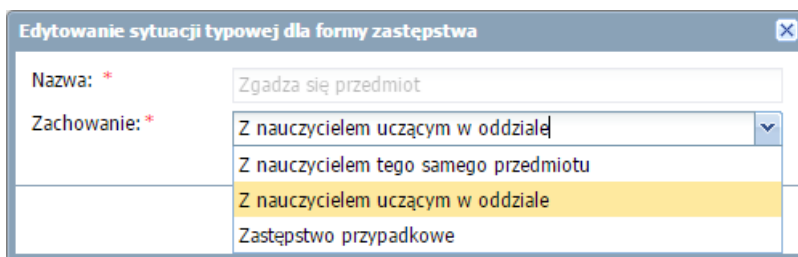 Edytowanie sytuacji typowej dla formy zastępstwa
Nazwa: * Zgadza się przedmiot
Zachowanie: * Z nauczycielem uczącym w oddziale
Z nauczycielem tego samego przedmiotu
Z nauczycielem uczącym w oddziale
Zastępstwo przypadkowe